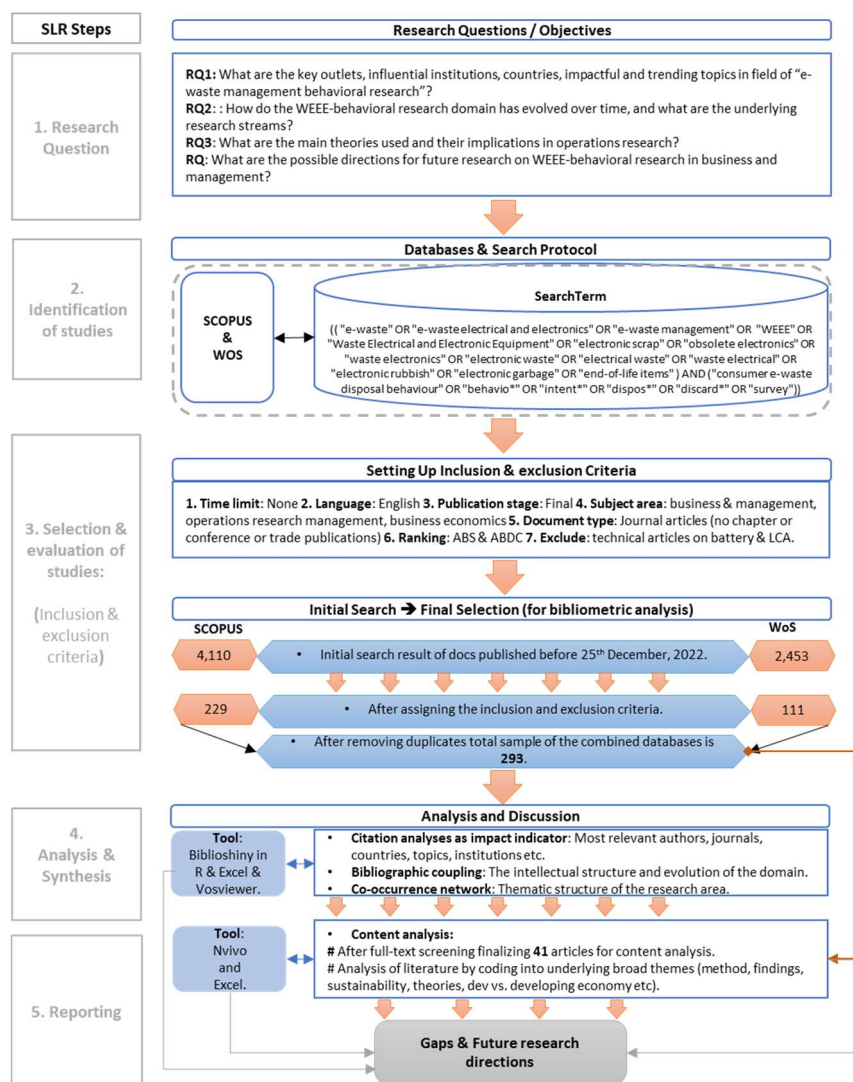 SLR Steps
Research Questions / Objectives
1. Research
Question
RQ1: What are the key outlets, influential institutions, countries, impactful and trending topics in field of “e-
waste management behavioral research”?
RQ2: : How do the WEEE-behavioral research domain has evolved over time, and what are the underlying
research streams?
RQ3: What are the main theories used and their implications in operations research?
RQ: What are the possible directions for future research on WEEE-behavioral research in business and
management?
2.
Identification
of studies
Databases & Search Protocol
SCOPUS
&
WOS
SearchTerm
(( "e-waste" OR "e-waste electrical and electronics" OR "e-waste management" OR "WEEE" OR
"Waste Electrical and Electronic Equipment" OR "electronic scrap" OR "obsolete electronics" OR
"waste electronics" OR "electronic waste" OR "electrical waste" OR "waste electrical" OR
"electronic rubbish" OR "electronic garbage" OR "end-of-life items" ) AND ("consumer e-waste
disposal behaviour" OR "behavio*" OR "intent*" OR "dispos*" OR "discard*" OR "survey"))
3. Selection &
evaluation of
studies:
(Inclusion &
exclusion
criteria)
Setting Up Inclusion & exclusion Criteria
1. Time limit: None 2. Language: English 3. Publication stage: Final 4. Subject area: business & management,
operations research management, business economics 5. Document type: Journal articles (no chapter or
conference or trade publications) 6. Ranking: ABS & ABDC 7. Exclude: technical articles on battery & LCA.
Initial Search ➔ Final Selection (for bibliometric analysis)
SCOPUS
WoS
4,110
• Initial search result of docs published before 25th December, 2022.
2,453
229
• After assigning the inclusion and exclusion criteria.
111
• After removing duplicates total sample of the combined databases is
293.
4.
Analysis &
Synthesis
Analysis and Discussion
Tool:
Biblioshiny in
R & Excel &
Vosviewer.
• Citation analyses as impact indicator: Most relevant authors, journals,
countries, topics, institutions etc.
• Bibliographic coupling: The intellectual structure and evolution of the domain.
• Co-occurrence network: Thematic structure of the research area.
5. Reporting
Tool:
Nvivo
and
Excel.
• Content analysis:
# After full-text screening finalizing 41 articles for content analysis.
# Analysis of literature by coding into underlying broad themes (method, findings,
sustainability, theories, dev vs. developing economy etc).
Gaps & Future research
directions